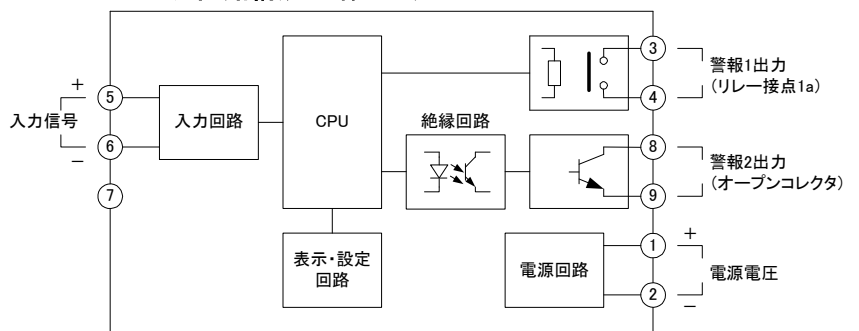 +
入力信号
−
5
6
7
入力回路
CPU
表示・設定
回路
絶縁回路
電源回路
3
4
8
9
1
2
警報1出力
(リレー接点1a)
警報2出力
(オープンコレクタ)
+
電源電圧
−